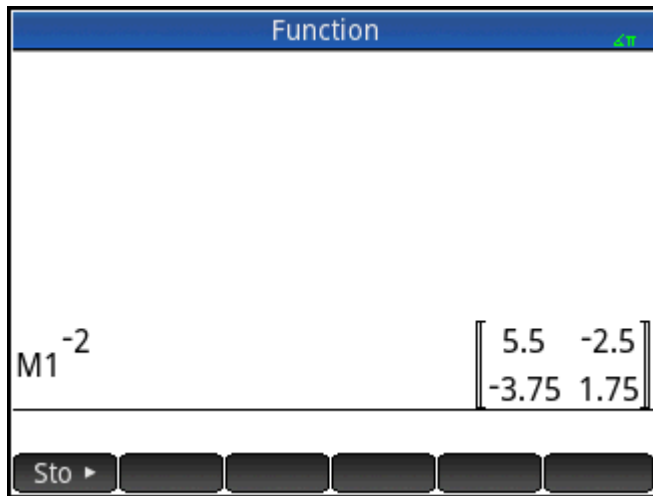 Function
∡π
M1^-2
[[5.5 -2.5]
[-3.75 1.75]]
Sto ►